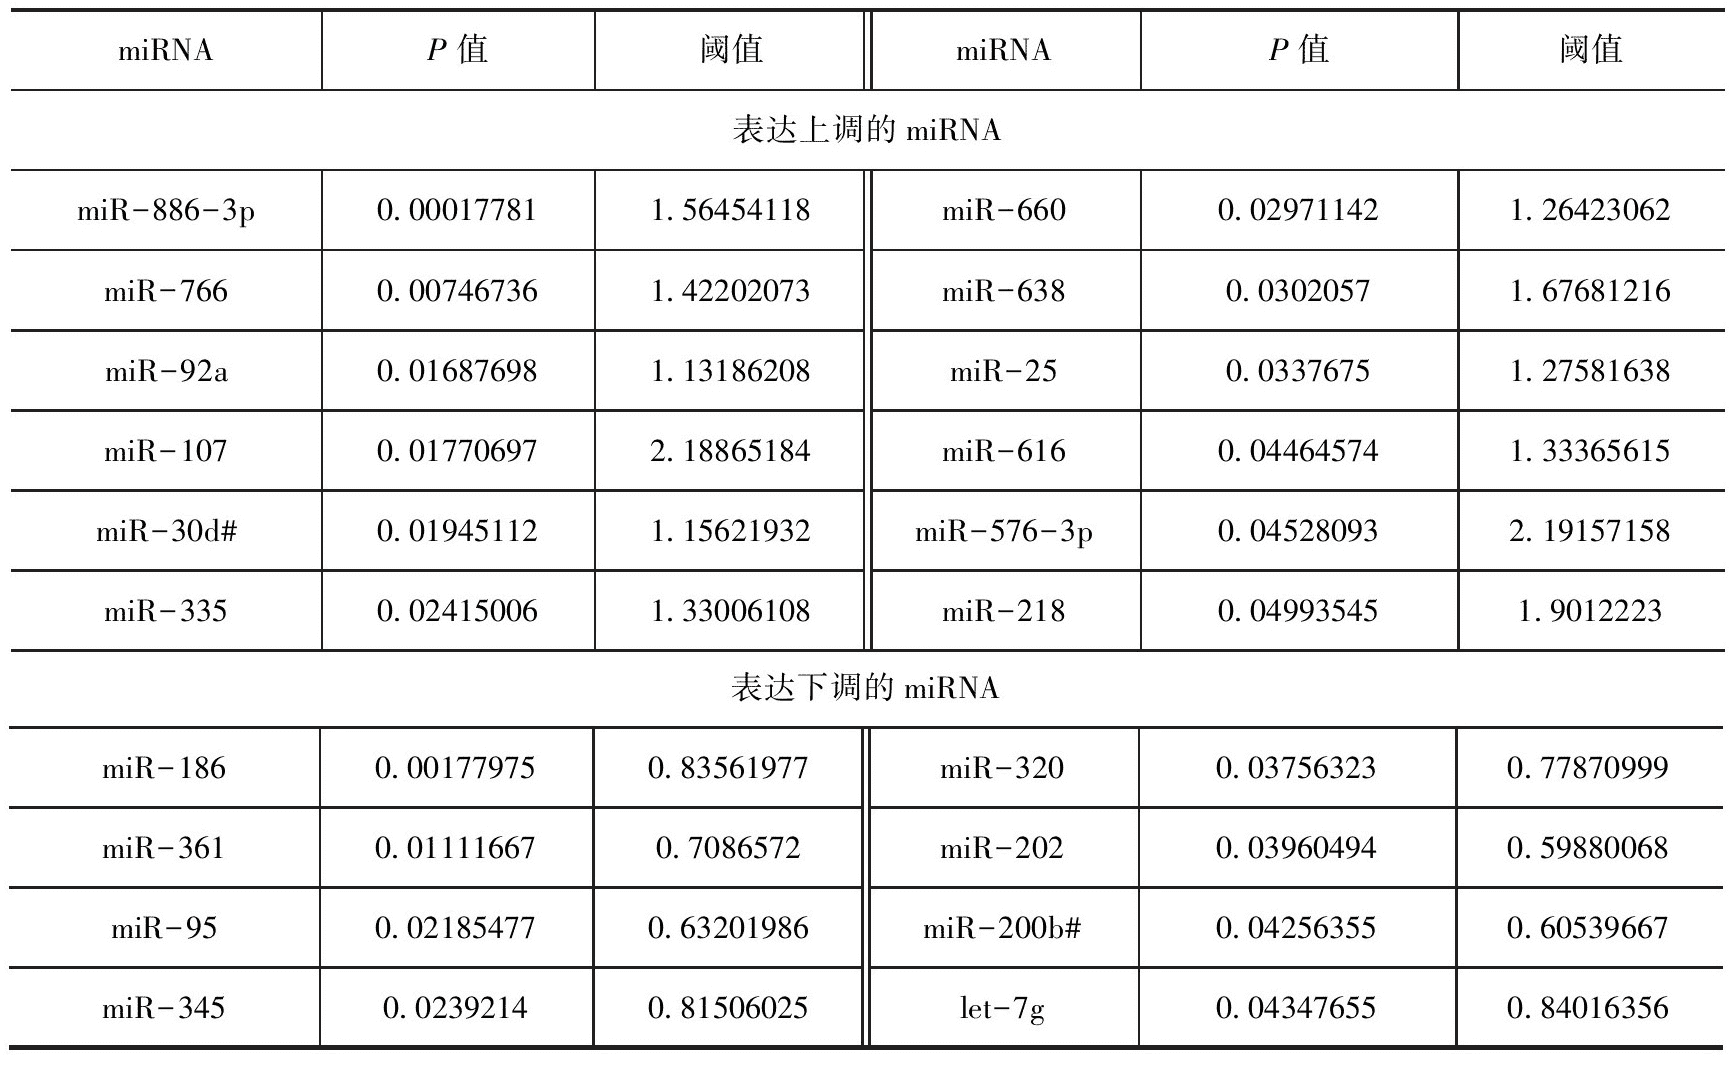 miRNA P 值 阈值 miRNA P 值 阈值
表达上调的 miRNA
miR-886-3p 0.00017781 1.56454118 miR-660 0.02971142 1.26423062
miR-766 0.00746736 1.42202073 miR-638 0.0302057 1.67681216
miR-92a 0.01687698 1.13186208 miR-25 0.0337675 1.27581638
miR-107 0.01770697 2.18865184 miR-616 0.04464574 1.33365615
miR-30d# 0.01945112 1.15621932 miR-576-3p 0.04528093 2.19157158
miR-335 0.02415006 1.33006108 miR-218 0.04993545 1.9012223
表达下调的 miRNA
miR-186 0.00177975 0.83561977 miR-320 0.03756323 0.77870999
miR-361 0.01111667 0.7086572 miR-202 0.03960494 0.59880068
miR-95 0.02185477 0.63201986 miR-200b# 0.04256355 0.60539667
miR-345 0.0239214 0.81506025 let-7g 0.04347655 0.84016356